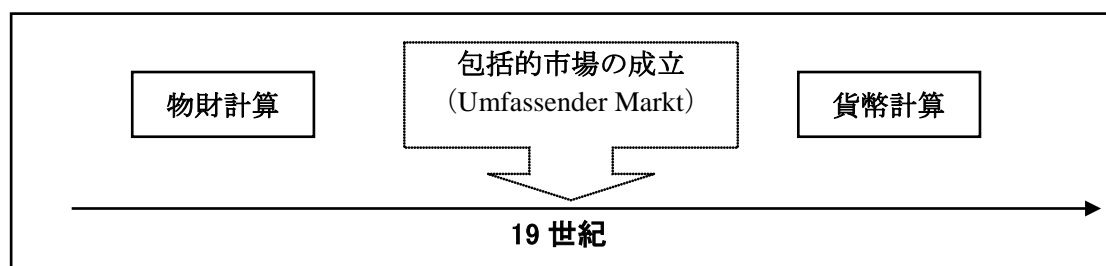 物財計算
包括的市場の成立
（Umfassender Markt）
貨幣計算
19 世紀